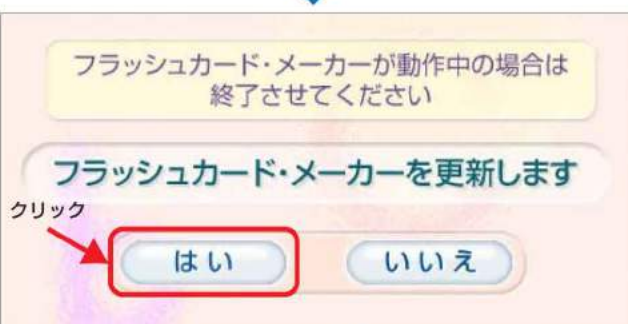 フラッシュカード・メーカーが動作中の場合は
終了させてください
フラッシュカード・メーカーを更新します
クリック
はい
いいえ